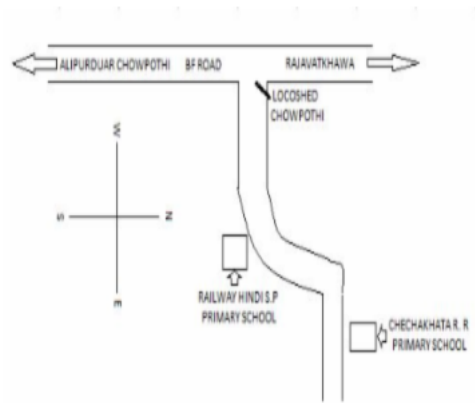 ALIPURDUAR CHOWPOTHI BF ROAD RAJAVATKHAWA
LOCOSHED
CHOWPOTHI
W
S N
E
RAILWAY HINDI S.P
PRIMARY SCHOOL
CHECHAKHATA R. R
PRIMARY SCHOOL